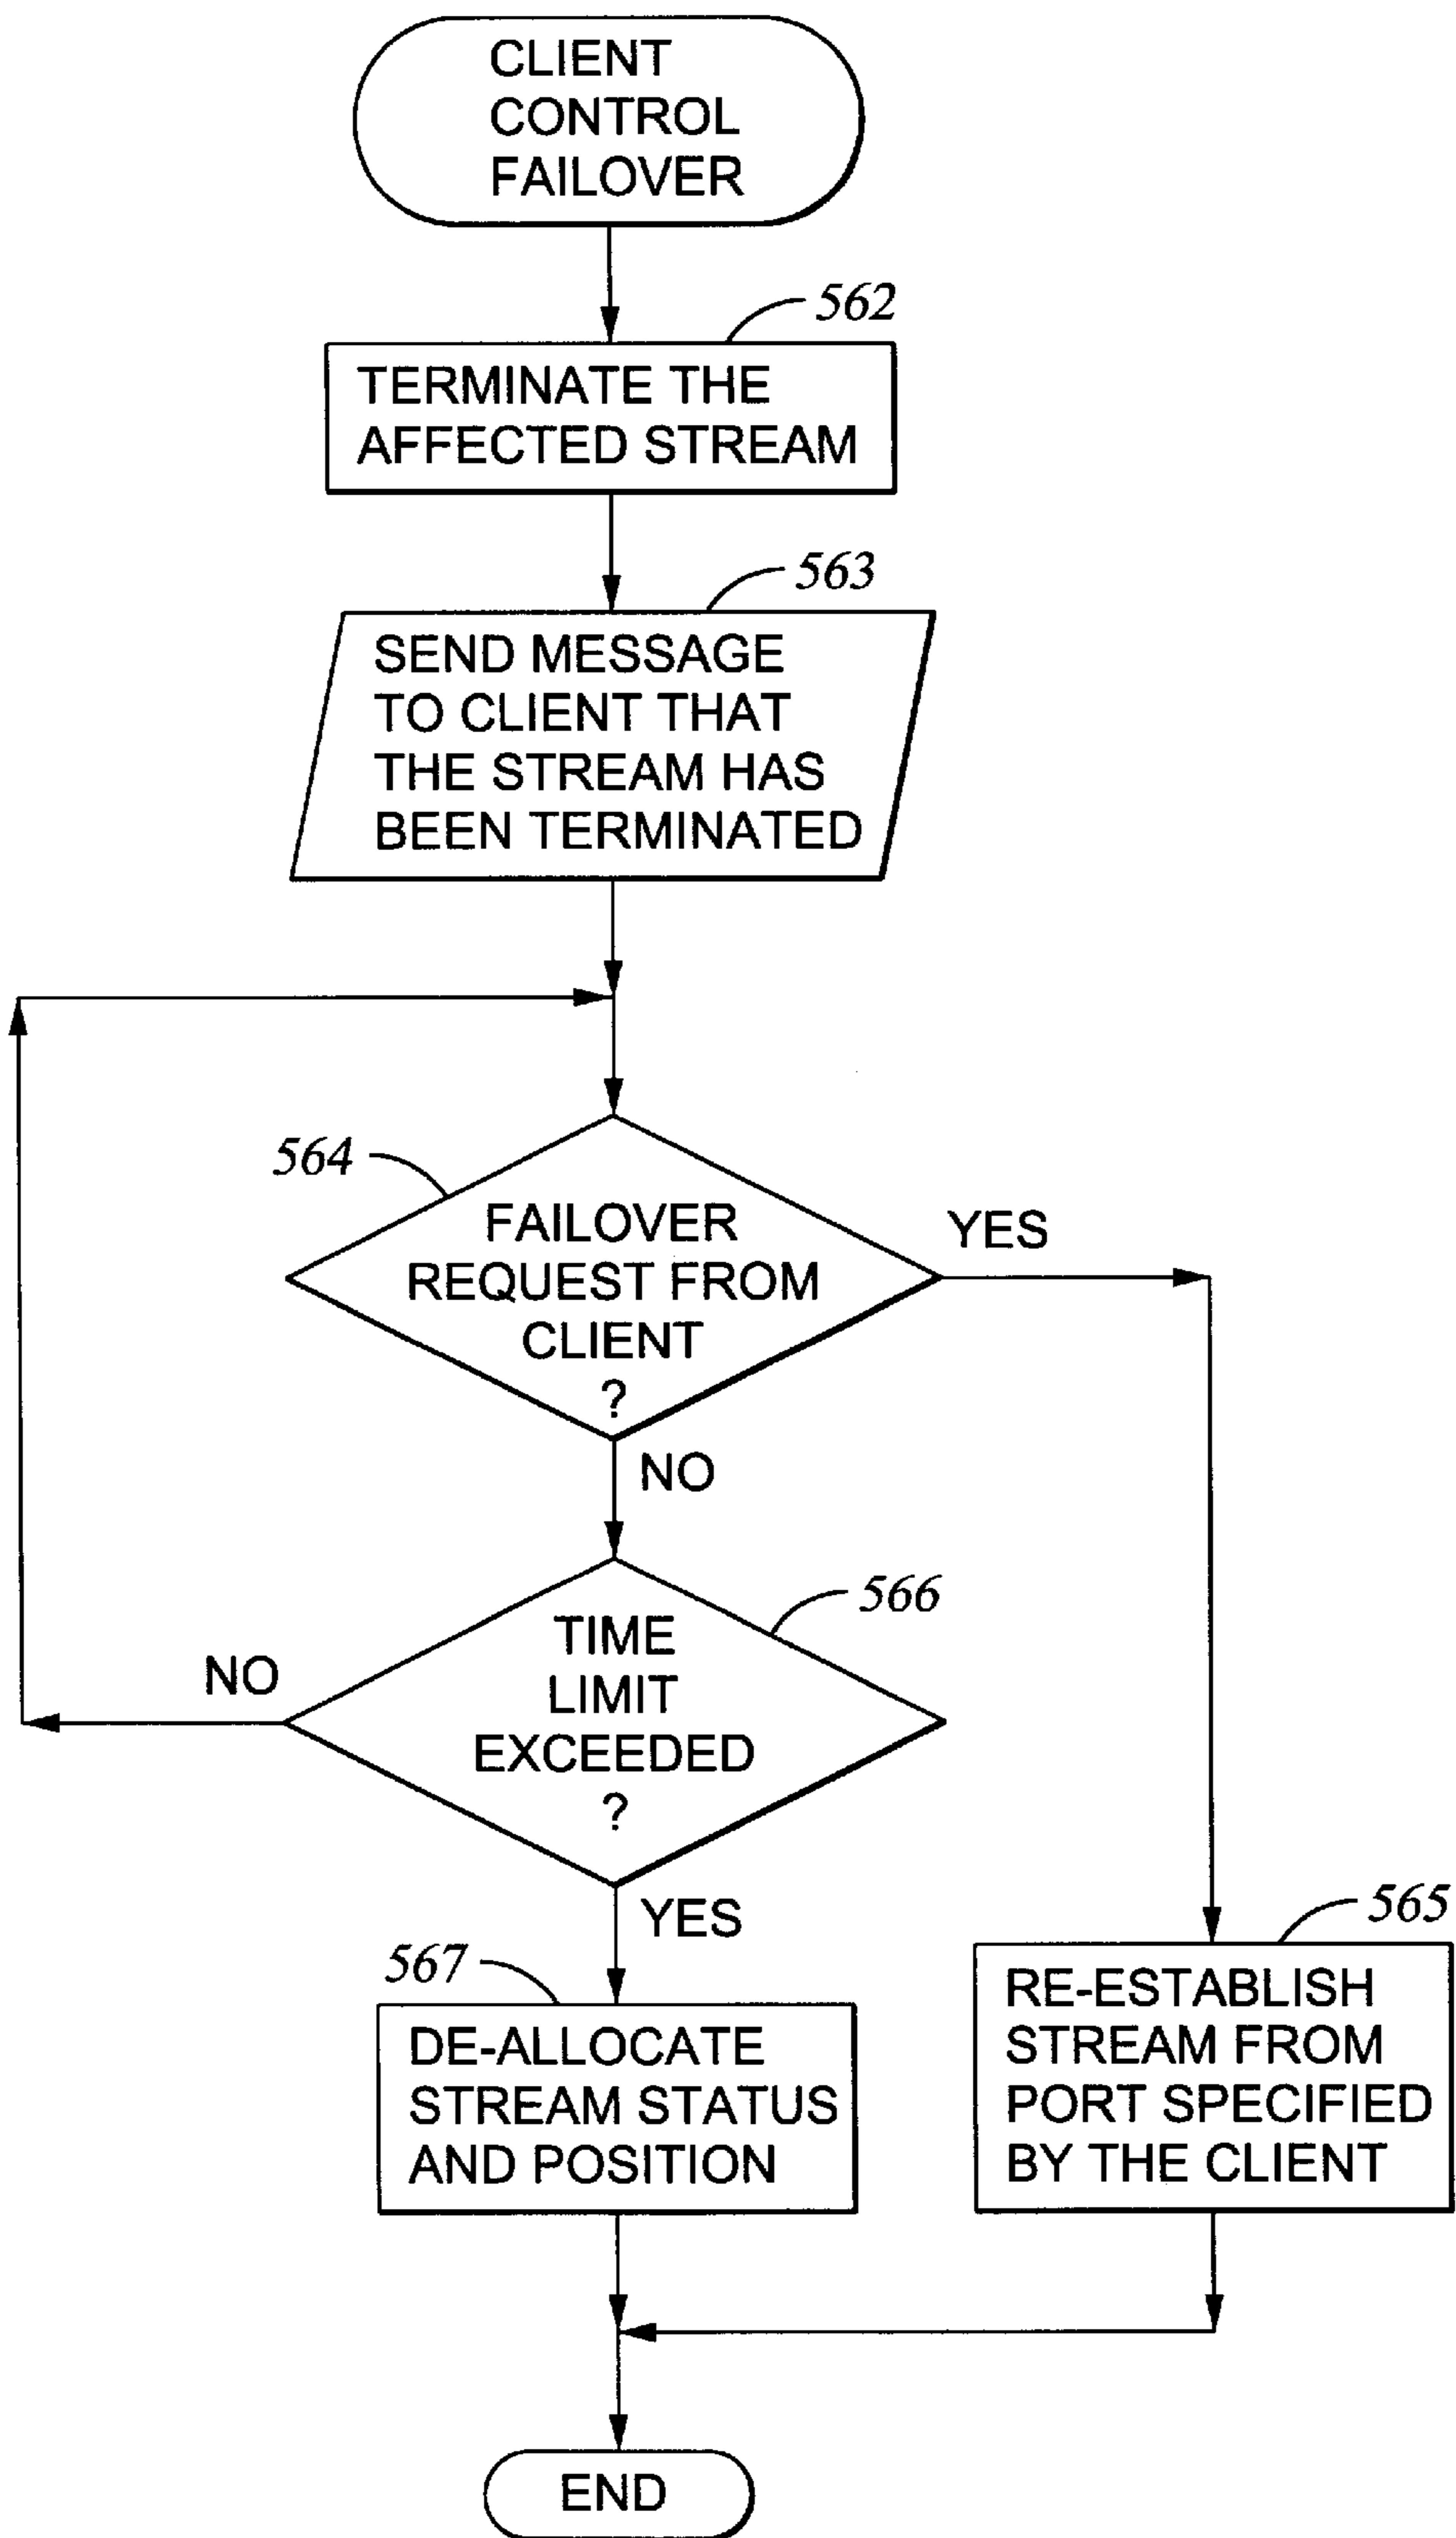 CLIENT
CONTROL
FAILOVER
562
TERMINATE THE
AFFECTED STREAM
563
SEND MESSAGE
TO CLIENT THAT
THE STREAM HAS
BEEN TERMINATED
564
FAILOVER
REQUEST FROM
CLIENT
?
YES
NO
566
TIME
LIMIT
EXCEEDED
?
NO
YES
567
DE-ALLOCATE
STREAM STATUS
AND POSITION
565
RE-ESTABLISH
STREAM FROM
PORT SPECIFIED
BY THE CLIENT
END